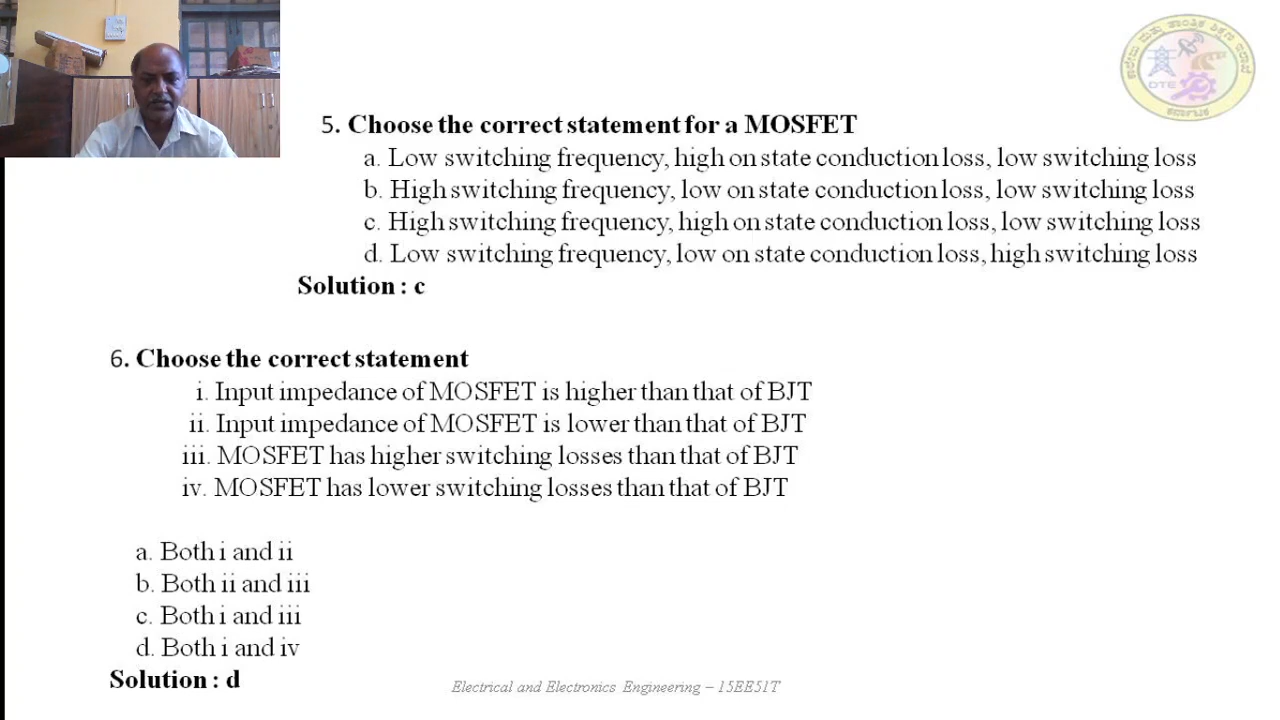 DTE
5. Choose the correct statement for a MOSFET
a. Low switching frequency, high on state conduction loss, low switching loss
b. High switching frequency, low on state conduction loss, low switching loss
c. High switching frequency, high on state conduction loss, low switching loss
d. Low switching frequency, low on state conduction loss, high switching loss
Solution : c
6. Choose the correct statement
i. Input impedance of MOSFET is higher than that of BJT
ii. Input impedance of MOSFET is lower than that of BJT
iii. MOSFET has higher switching losses than that of BJT
iv. MOSFET has lower switching losses than that of BJT
a. Both i and ii
b. Both ii and iii
c. Both i and iii
d. Both i and iv
Solution : d
Electrical and Electronics Engineering – 15EE51T